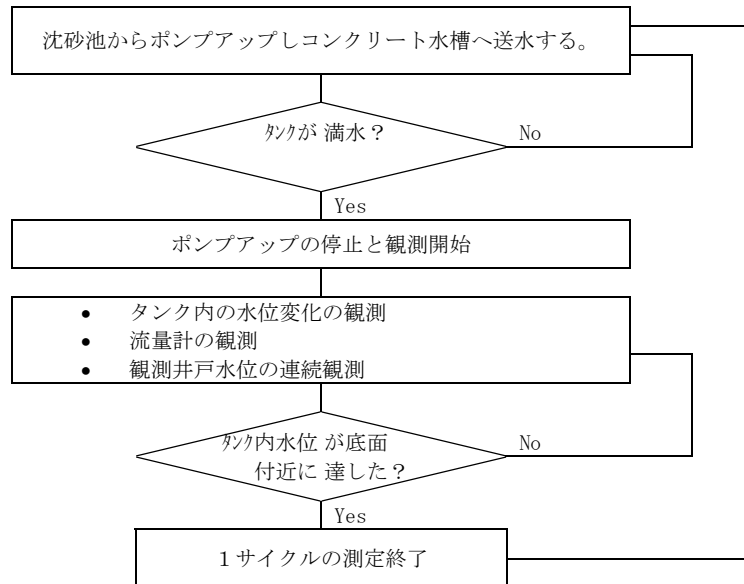 沈砂池からポンプアップしコンクリート水槽へ送水する。
ﾀﾝｸが 満水？
No
Yes
ポンプアップの停止と観測開始
• タンク内の水位変化の観測
• 流量計の観測
• 観測井戸水位の連続観測
ﾀﾝｸ内水位 が底面
付近に 達した？
No
Yes
１サイクルの測定終了